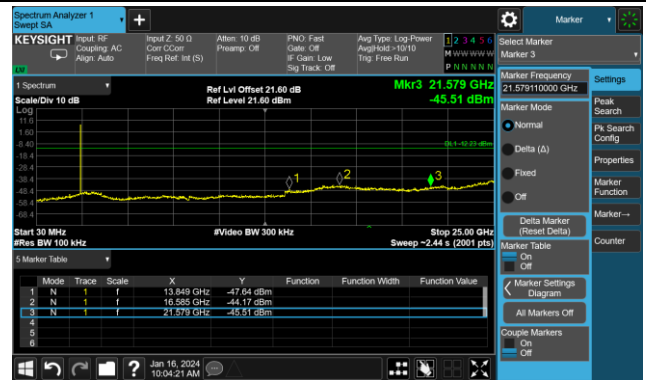 Spectrum Analyzer 1
Swept SA
Marker
KEYSIGHT
Input: RF
Coupling: AC
Align: Auto
Input Z: 50 Ω
Corr CCorr
Freq Ref: Int (S)
Atten: 10 dB
Preamp: Off
PNO: Fast
Gate: Off
IF Gain: Low
Sig Track: Off
Avg Type: Log-Power
Avg|Hold:>10/10
Trig: Free Run
1 2 3 4 5 6
M W W W W W
P N N N N N
Select Marker
Marker 3
Marker Frequency
21.579110000 GHz
Settings
1 Spectrum
Scale/Div 10 dB
Log
Ref Lvl Offset 21.60 dB
Ref Level 21.60 dBm
Mkr3 21.579 GHz
-45.51 dBm
11.6
1.60
-8.40
-18.4
-28.4
-38.4
-48.4
-58.4
-68.4
DL1 -12.23 dBm
1
2
3
Start 30 MHz
#Res BW 100 kHz
#Video BW 300 kHz
Stop 25.00 GHz
Sweep ~2.44 s (2001 pts)
Marker Mode
Normal
Delta (Δ)
Fixed
Off
Delta Marker
(Reset Delta)
Marker Table
On
Off
Marker Settings
Diagram
All Markers Off
Couple Markers
On
Off
Peak
Search
Pk Search
Config
Properties
Marker
Function
Marker→
Counter
5 Marker Table
Mode Trace Scale X Y Function Function Width Function Value
1 N 1 f 13.849 GHz -47.64 dBm
2 N 1 f 16.585 GHz -44.17 dBm
3 N 1 f 21.579 GHz -45.51 dBm
4
5
6
?
Jan 16, 2024
10:04:21 AM